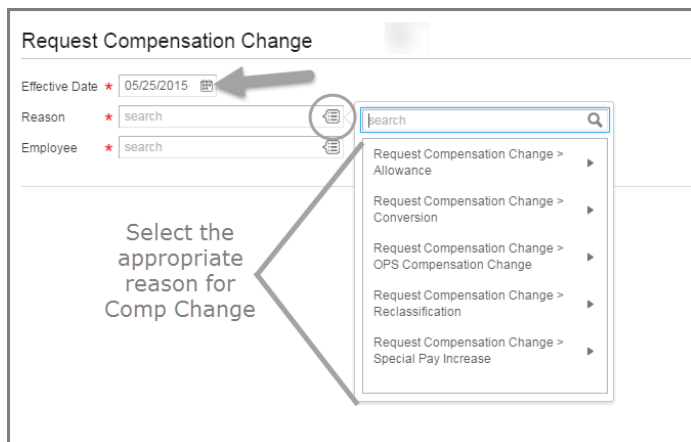 Request Compensation Change
Effective Date * 05/25/2015
Reason * search
Employee * search
search
Request Compensation Change >
Allowance
Request Compensation Change >
Conversion
Request Compensation Change >
OPS Compensation Change
Request Compensation Change >
Reclassification
Request Compensation Change >
Special Pay Increase
Select the
appropriate
reason for
Comp Change